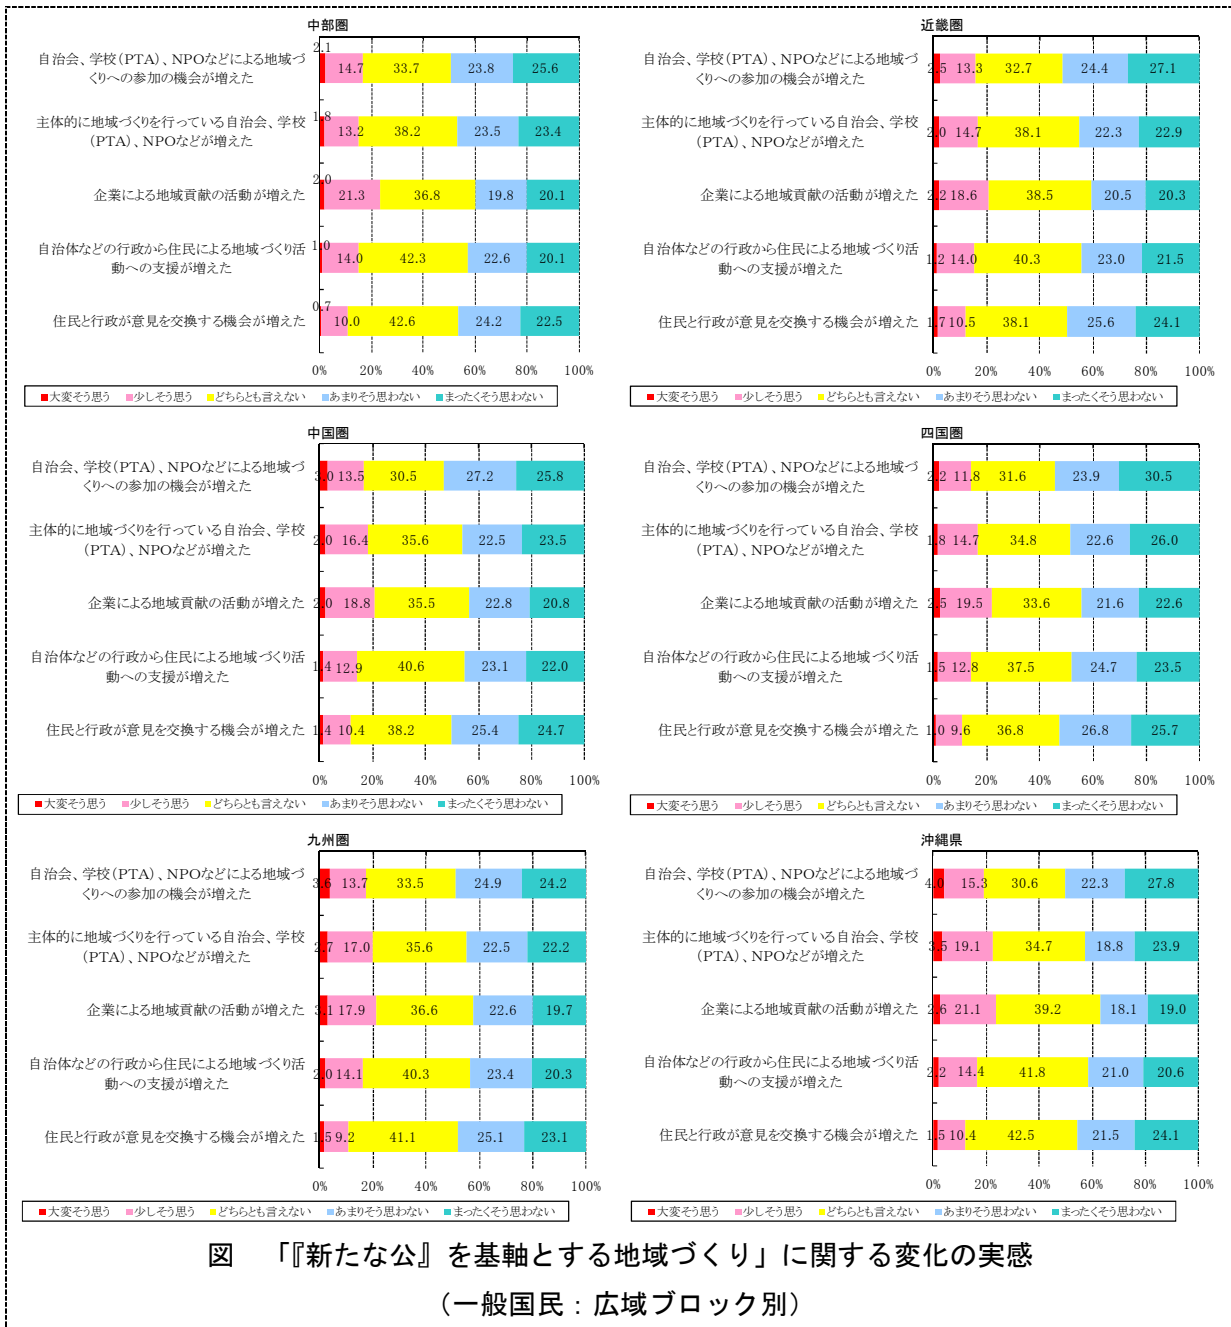 中部圏
自治会、学校(PTA)、NPOなどによる地域づ
くりへの参加の機会が増えた
2.1 14.7 33.7 23.8 25.6
主体的に地域づくりを行っている自治会、学校
(PTA)、NPOなどが増えた
1.8 13.2 38.2 23.5 23.4
企業による地域貢献の活動が増えた
2.0 21.3 36.8 19.8 20.1
自治体などの行政から住民による地域づくり活
動への支援が増えた
1.0 14.0 42.3 22.6 20.1
住民と行政が意見を交換する機会が増えた
0.7 10.0 42.6 24.2 22.5
0% 20% 40% 60% 80% 100%
■大変そう思う ■少しそう思う ■どちらとも言えない ■あまりそう思わない ■まったくそう思わない
近畿圏
自治会、学校(PTA)、NPOなどによる地域づ
くりへの参加の機会が増えた
2.5 13.3 32.7 24.4 27.1
主体的に地域づくりを行っている自治会、学校
(PTA)、NPOなどが増えた
2.0 14.7 38.1 22.3 22.9
企業による地域貢献の活動が増えた
2.2 18.6 38.5 20.5 20.3
自治体などの行政から住民による地域づくり活
動への支援が増えた
1.2 14.0 40.3 23.0 21.5
住民と行政が意見を交換する機会が増えた
1.7 10.5 38.1 25.6 24.1
0% 20% 40% 60% 80% 100%
■大変そう思う ■少しそう思う ■どちらとも言えない ■あまりそう思わない ■まったくそう思わない
中国圏
自治会、学校(PTA)、NPOなどによる地域づ
くりへの参加の機会が増えた
3.0 13.5 30.5 27.2 25.8
主体的に地域づくりを行っている自治会、学校
(PTA)、NPOなどが増えた
2.0 16.4 35.6 22.5 23.5
企業による地域貢献の活動が増えた
2.0 18.8 35.5 22.8 20.8
自治体などの行政から住民による地域づくり活
動への支援が増えた
1.4 12.9 40.6 23.1 22.0
住民と行政が意見を交換する機会が増えた
1.4 10.4 38.2 25.4 24.7
0% 20% 40% 60% 80% 100%
■大変そう思う ■少しそう思う ■どちらとも言えない ■あまりそう思わない ■まったくそう思わない
四国圏
自治会、学校(PTA)、NPOなどによる地域づ
くりへの参加の機会が増えた
2.2 11.8 31.6 23.9 30.5
主体的に地域づくりを行っている自治会、学校
(PTA)、NPOなどが増えた
1.8 14.7 34.8 22.6 26.0
企業による地域貢献の活動が増えた
2.5 19.5 33.6 21.6 22.6
自治体などの行政から住民による地域づくり活
動への支援が増えた
1.5 12.8 37.5 24.7 23.5
住民と行政が意見を交換する機会が増えた
1.0 9.6 36.8 26.8 25.7
0% 20% 40% 60% 80% 100%
■大変そう思う ■少しそう思う ■どちらとも言えない ■あまりそう思わない ■まったくそう思わない
九州圏
自治会、学校(PTA)、NPOなどによる地域づ
くりへの参加の機会が増えた
3.6 13.7 33.5 24.9 24.2
主体的に地域づくりを行っている自治会、学校
(PTA)、NPOなどが増えた
2.7 17.0 35.6 22.5 22.2
企業による地域貢献の活動が増えた
3.1 17.9 36.6 22.6 19.7
自治体などの行政から住民による地域づくり活
動への支援が増えた
2.0 14.1 40.3 23.4 20.3
住民と行政が意見を交換する機会が増えた
1.5 9.2 41.1 25.1 23.1
0% 20% 40% 60% 80% 100%
■大変そう思う ■少しそう思う ■どちらとも言えない ■あまりそう思わない ■まったくそう思わない
沖縄県
自治会、学校(PTA)、NPOなどによる地域づ
くりへの参加の機会が増えた
4.0 15.3 30.6 22.3 27.8
主体的に地域づくりを行っている自治会、学校
(PTA)、NPOなどが増えた
3.5 19.1 34.7 18.8 23.9
企業による地域貢献の活動が増えた
2.6 21.1 39.2 18.1 19.0
自治体などの行政から住民による地域づくり活
動への支援が増えた
2.2 14.4 41.8 21.0 20.6
住民と行政が意見を交換する機会が増えた
1.5 10.4 42.5 21.5 24.1
0% 20% 40% 60% 80% 100%
■大変そう思う ■少しそう思う ■どちらとも言えない ■あまりそう思わない ■まったくそう思わない
図 「『新たな公』を基軸とする地域づくり」に関する変化の実感
（一般国民：広域ブロック別）